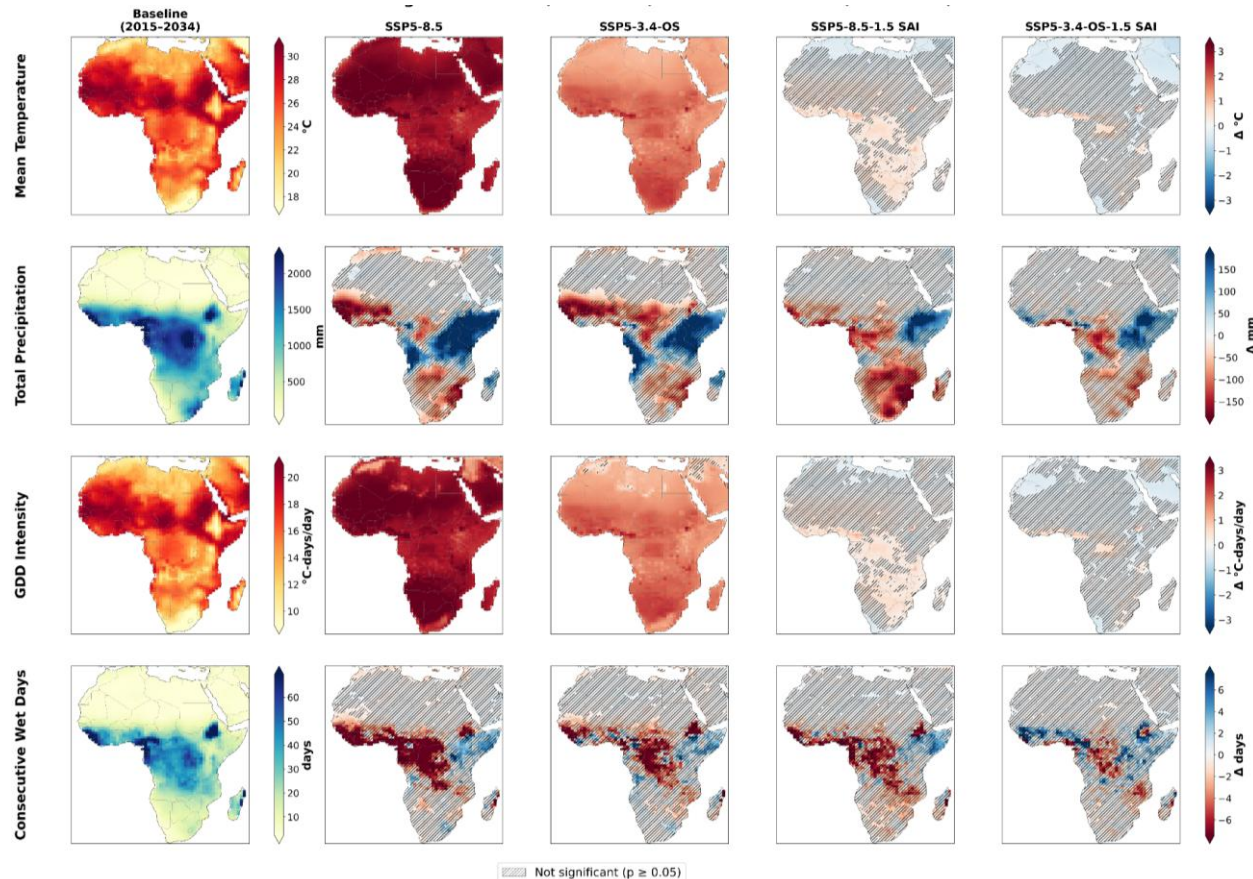 Baseline
(2015–2034)
SSP5-8.5
SSP5-3.4-OS
SSP5-8.5-1.5 SAI
SSP5-3.4-OS-1.5 SAI
Mean Temperature
30
28
26
24
22
20
18
°C
3
2
1
0
−1
−2
−3
Δ °C
Total Precipitation
2000
1500
1000
500
mm
150
100
50
0
−50
−100
−150
Δ mm
GDD Intensity
20
18
16
14
12
10
°C-days/day
3
2
1
0
−1
−2
−3
Δ °C-days/day
Consecutive Wet Days
60
50
40
30
20
10
days
6
4
2
0
−2
−4
−6
Δ days
Not significant (p ≥ 0.05)